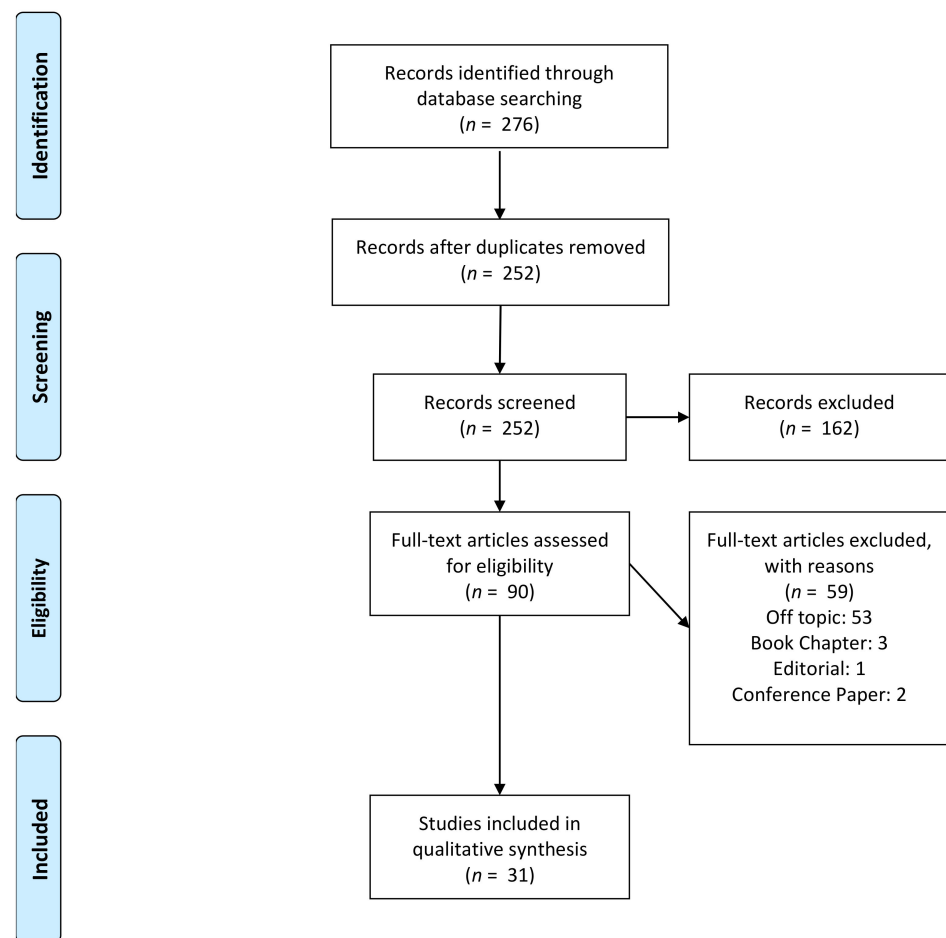 Identification
Records identified through
database searching
(n = 276)
Records after duplicates removed
(n = 252)
Screening
Records screened
(n = 252)
Records excluded
(n = 162)
Eligibility
Full-text articles assessed
for eligibility
(n = 90)
Full-text articles excluded,
with reasons
(n = 59)
Off topic: 53
Book Chapter: 3
Editorial: 1
Conference Paper: 2
Included
Studies included in
qualitative synthesis
(n = 31)